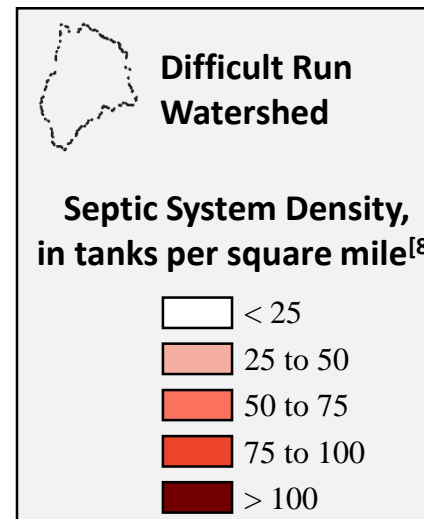 Difficult Run
Watershed
Septic System Density,
in tanks per square mile[8
< 25
25 to 50
50 to 75
75 to 100
> 100